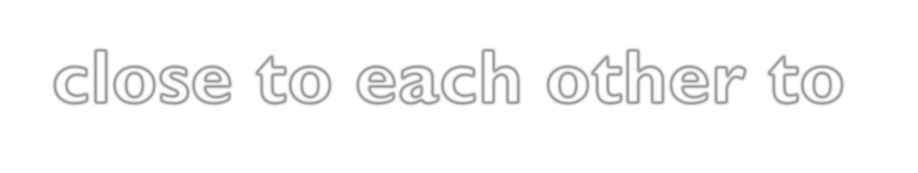 close to each other to